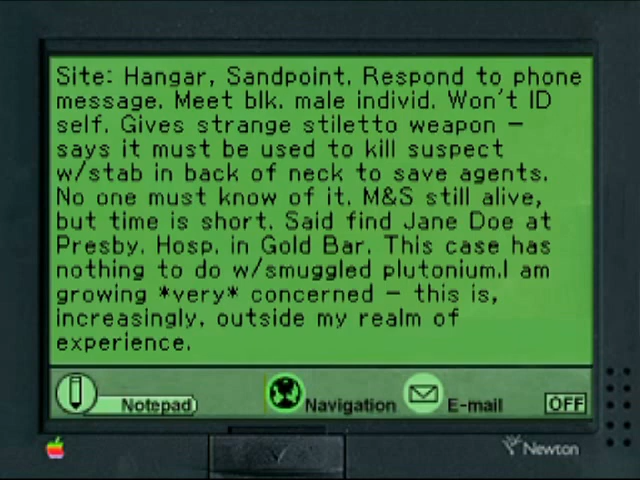 Site: Hangar, Sandpoint. Respond to phone
message. Meet blk. male individ. Won't ID
self. Gives strange stiletto weapon –
says it must be used to kill suspect
w/stab in back of neck to save agents.
No one must know of it. M&S still alive,
but time is short. Said find Jane Doe at
Presby. Hosp. in Gold Bar. This case has
nothing to do w/smuggled plutonium.I am
growing *very* concerned – this is,
increasingly, outside my realm of
experience.
Notepad Navigation E-mail OFF
Newton